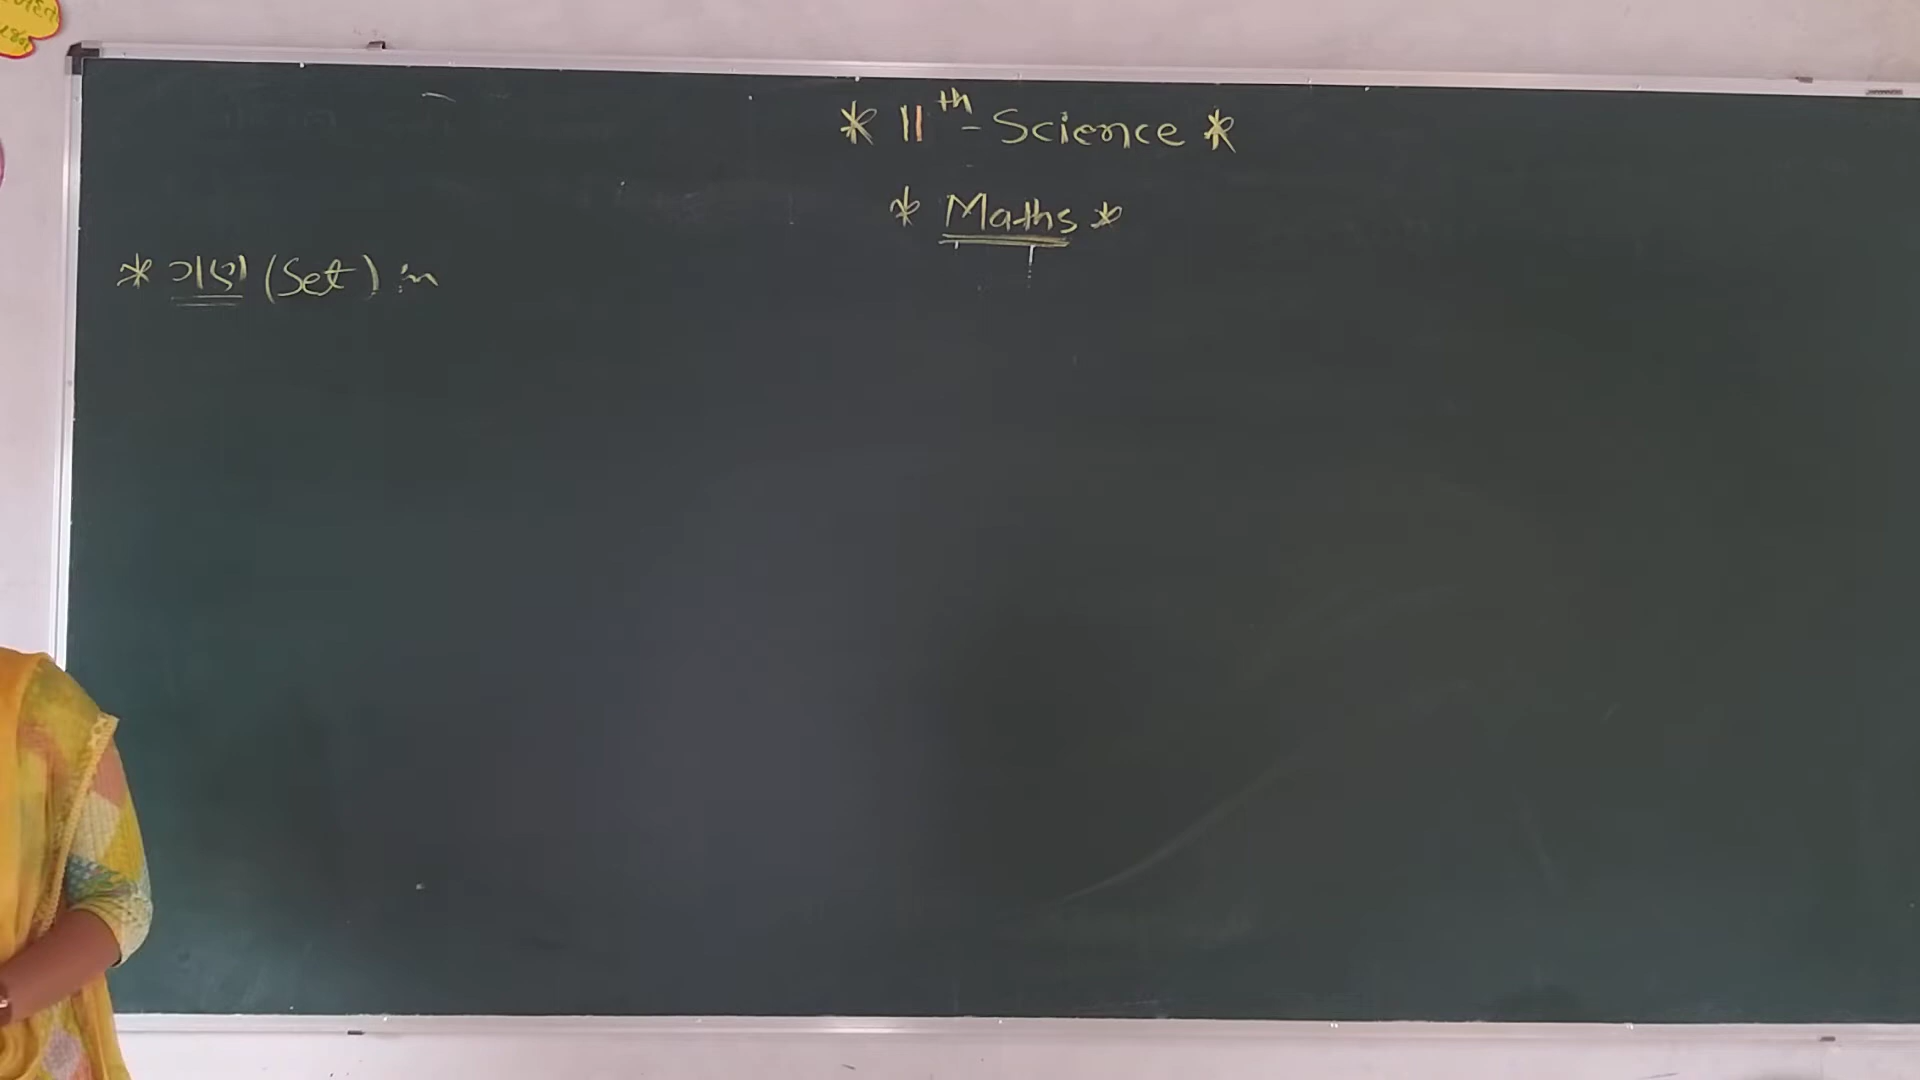 * 11th - Science *
* Maths *
* ગણ (Set) :~